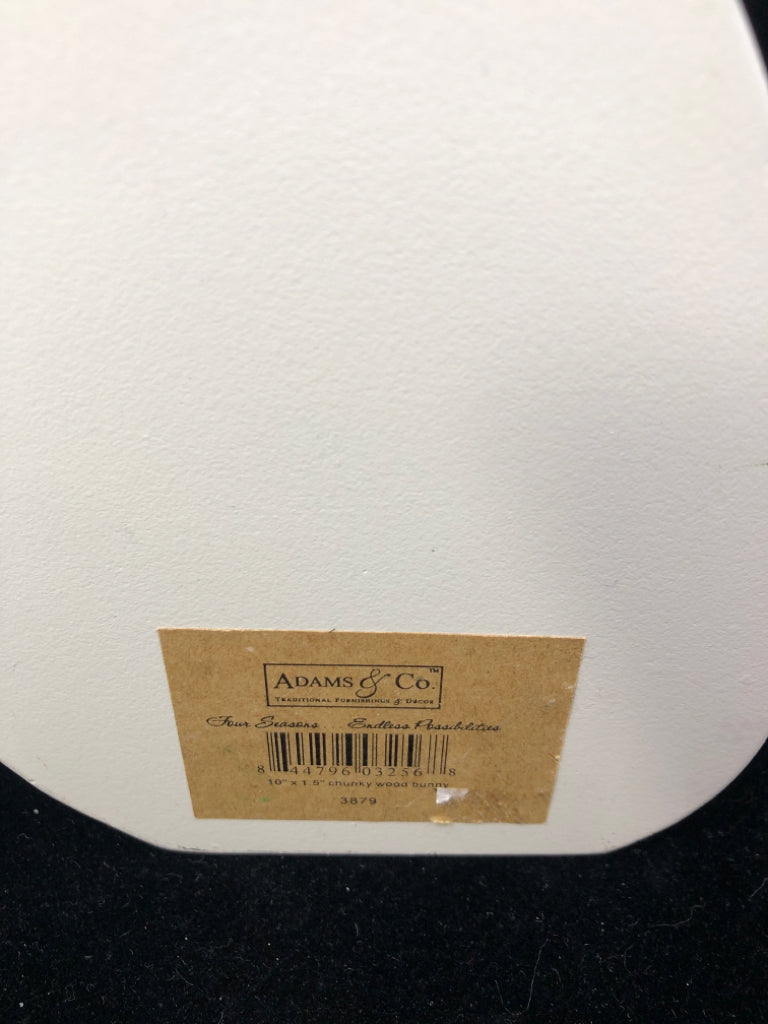 ADAMS & CO.™
TRADITIONAL FURNISHINGS & DECOR
Four Seasons Endless Possibilities
8 44796 03256 8
10" x 1.5" chunky wood bunny
3879